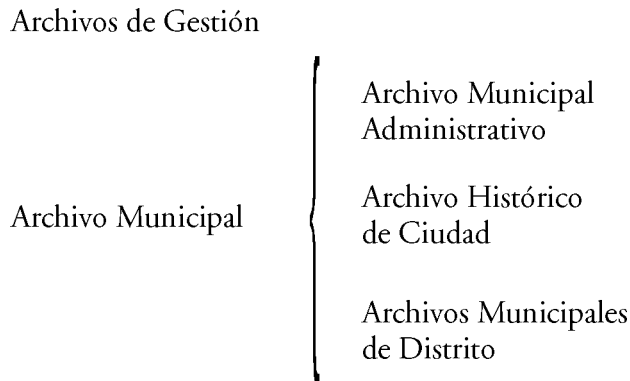 Archivos de Gestión
Archivo Municipal
Archivo Municipal
Administrativo
Archivo Histórico
de Ciudad
Archivos Municipales
de Distrito